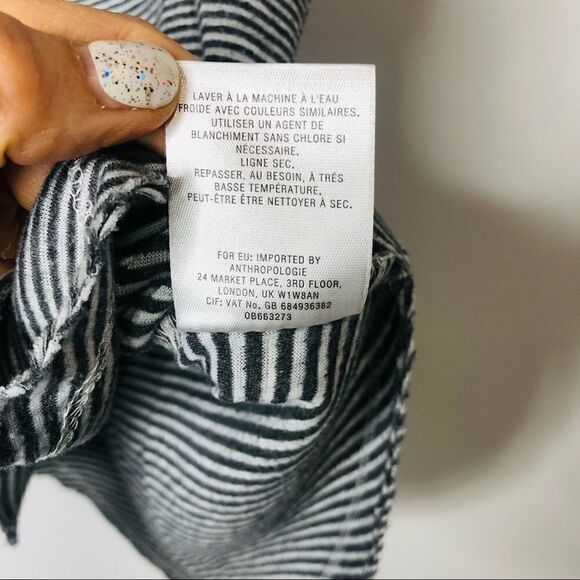 LAVER À LA MACHINE À L'EAU
FROIDE AVEC COULEURS SIMILAIRES.
UTILISER UN AGENT DE
BLANCHIMENT SANS CHLORE SI
NÉCESSAIRE.
LIGNE SEC.
REPASSER, AU BESOIN, À TRÉS
BASSE TEMPÉRATURE.
PEUT-ÊTRE ÊTRE NETTOYER À SEC.
FOR EU: IMPORTED BY
ANTHROPOLOGIE
24 MARKET PLACE, 3RD FLOOR,
LONDON, UK W1W8AN
CIF: VAT No. GB 684936382
0B663273